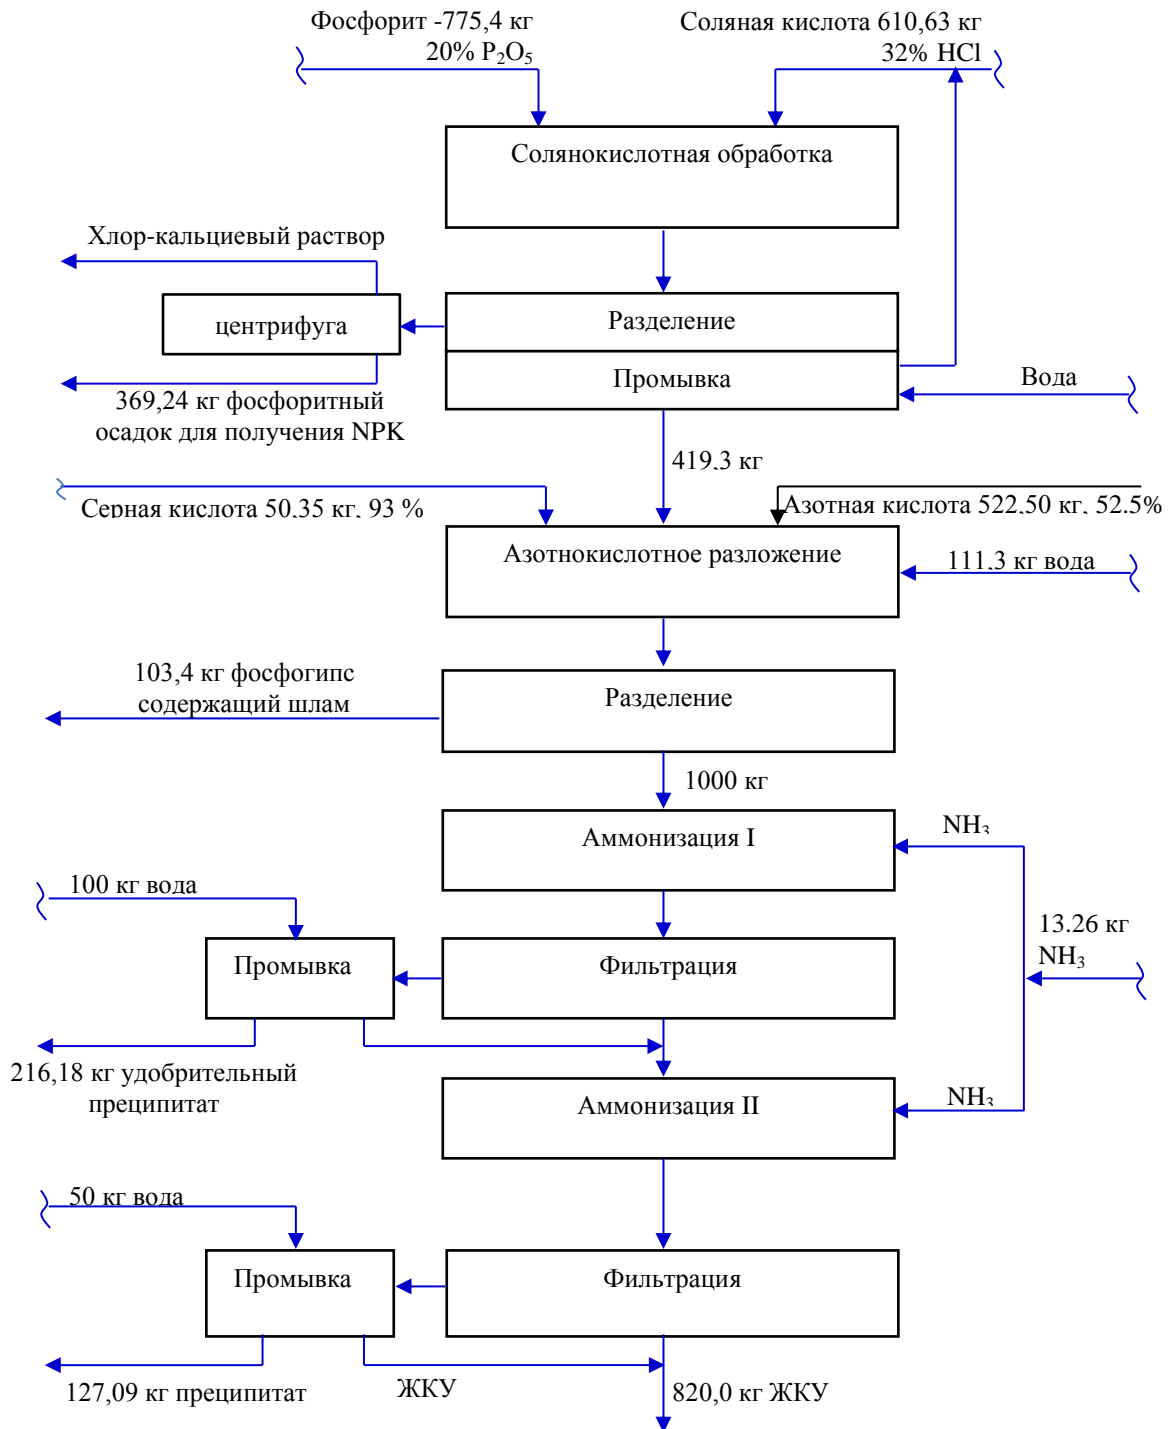 Фосфорит -775,4 кг
20% P₂O₅
Соляная кислота 610,63 кг
32% HCl
Солянокислотная обработка
Хлор-кальциевый раствор
центрифуга
Разделение
Промывка
Вода
369,24 кг фосфоритный
осадок для получения NPK
419,3 кг
Серная кислота 50,35 кг, 93 %
Азотная кислота 522,50 кг, 52.5%
Азотнокислотное разложение
111,3 кг вода
103,4 кг фосфогипс
содержащий шлам
Разделение
1000 кг
Аммонизация I
NH₃
100 кг вода
13.26 кг
NH₃
Промывка
Фильтрация
216,18 кг удобрительный
преципитат
Аммонизация II
NH₃
50 кг вода
Промывка
Фильтрация
127,09 кг преципитат
ЖКУ
820,0 кг ЖКУ